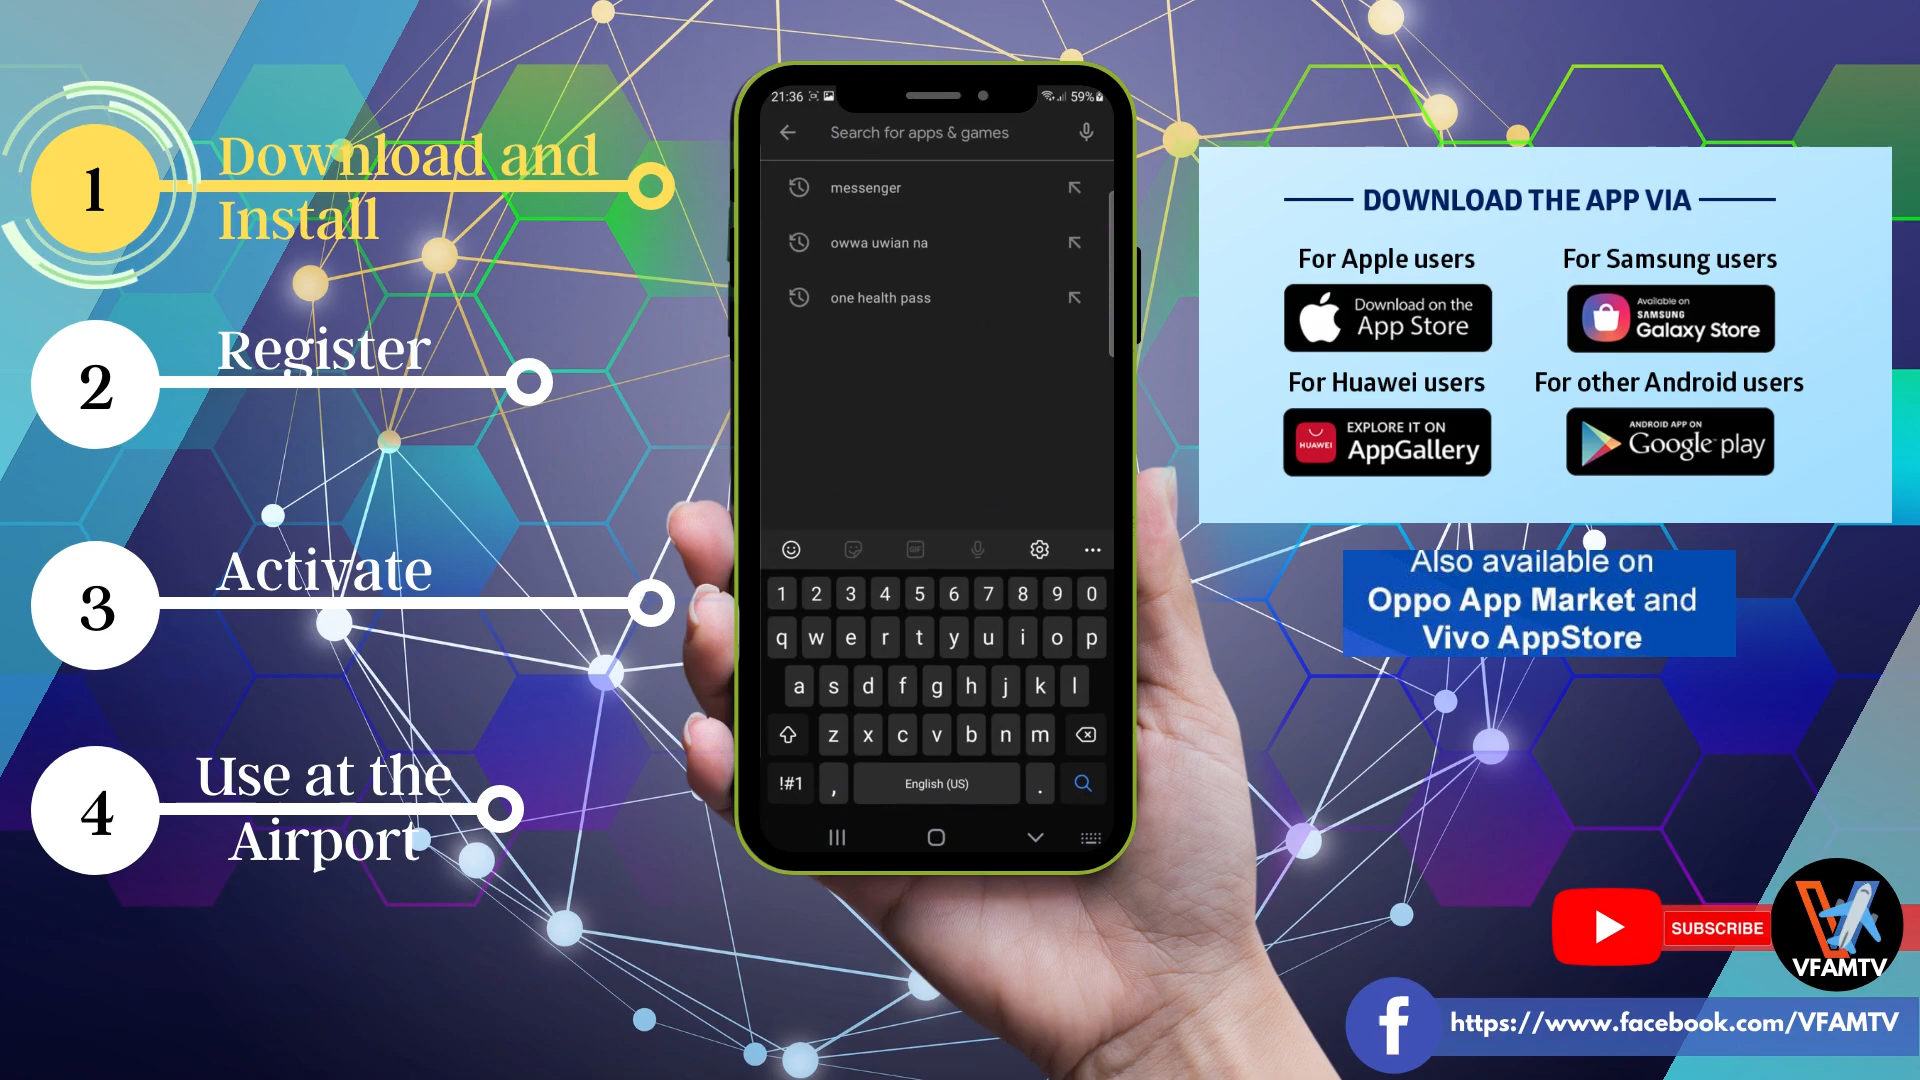 1
Download and
Install
2
Register
3
Activate
4
Use at the
Airport
21:36
59%
Search for apps & games
messenger
owwa uwian na
one health pass
GIF
1 2 3 4 5 6 7 8 9 0
q w e r t y u i o p
a s d f g h j k l
z x c v b n m
!#1 , English (US) .
DOWNLOAD THE APP VIA
For Apple users
Download on the
App Store
For Samsung users
Available on
SAMSUNG
Galaxy Store
For Huawei users
HUAWEI
EXPLORE IT ON
AppGallery
For other Android users
ANDROID APP ON
Google play
Also available on
Oppo App Market and
Vivo AppStore
SUBSCRIBE
VFAMTV
https://www.facebook.com/VFAMTV